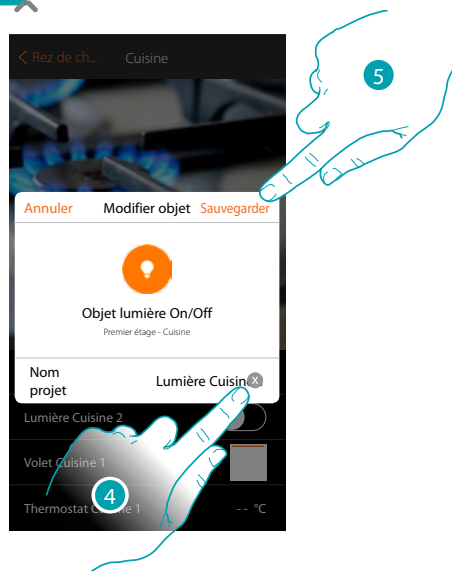 Rez de ch... Cuisine
5
Annuler Modifier objet Sauvegarder
Objet lumière On/Off
Premier étage - Cuisine
Nom
projet
Lumière Cuisin
X
Lumière Cuisine 2
Volet Cuisine 1
4
Thermostat 1 -- °C